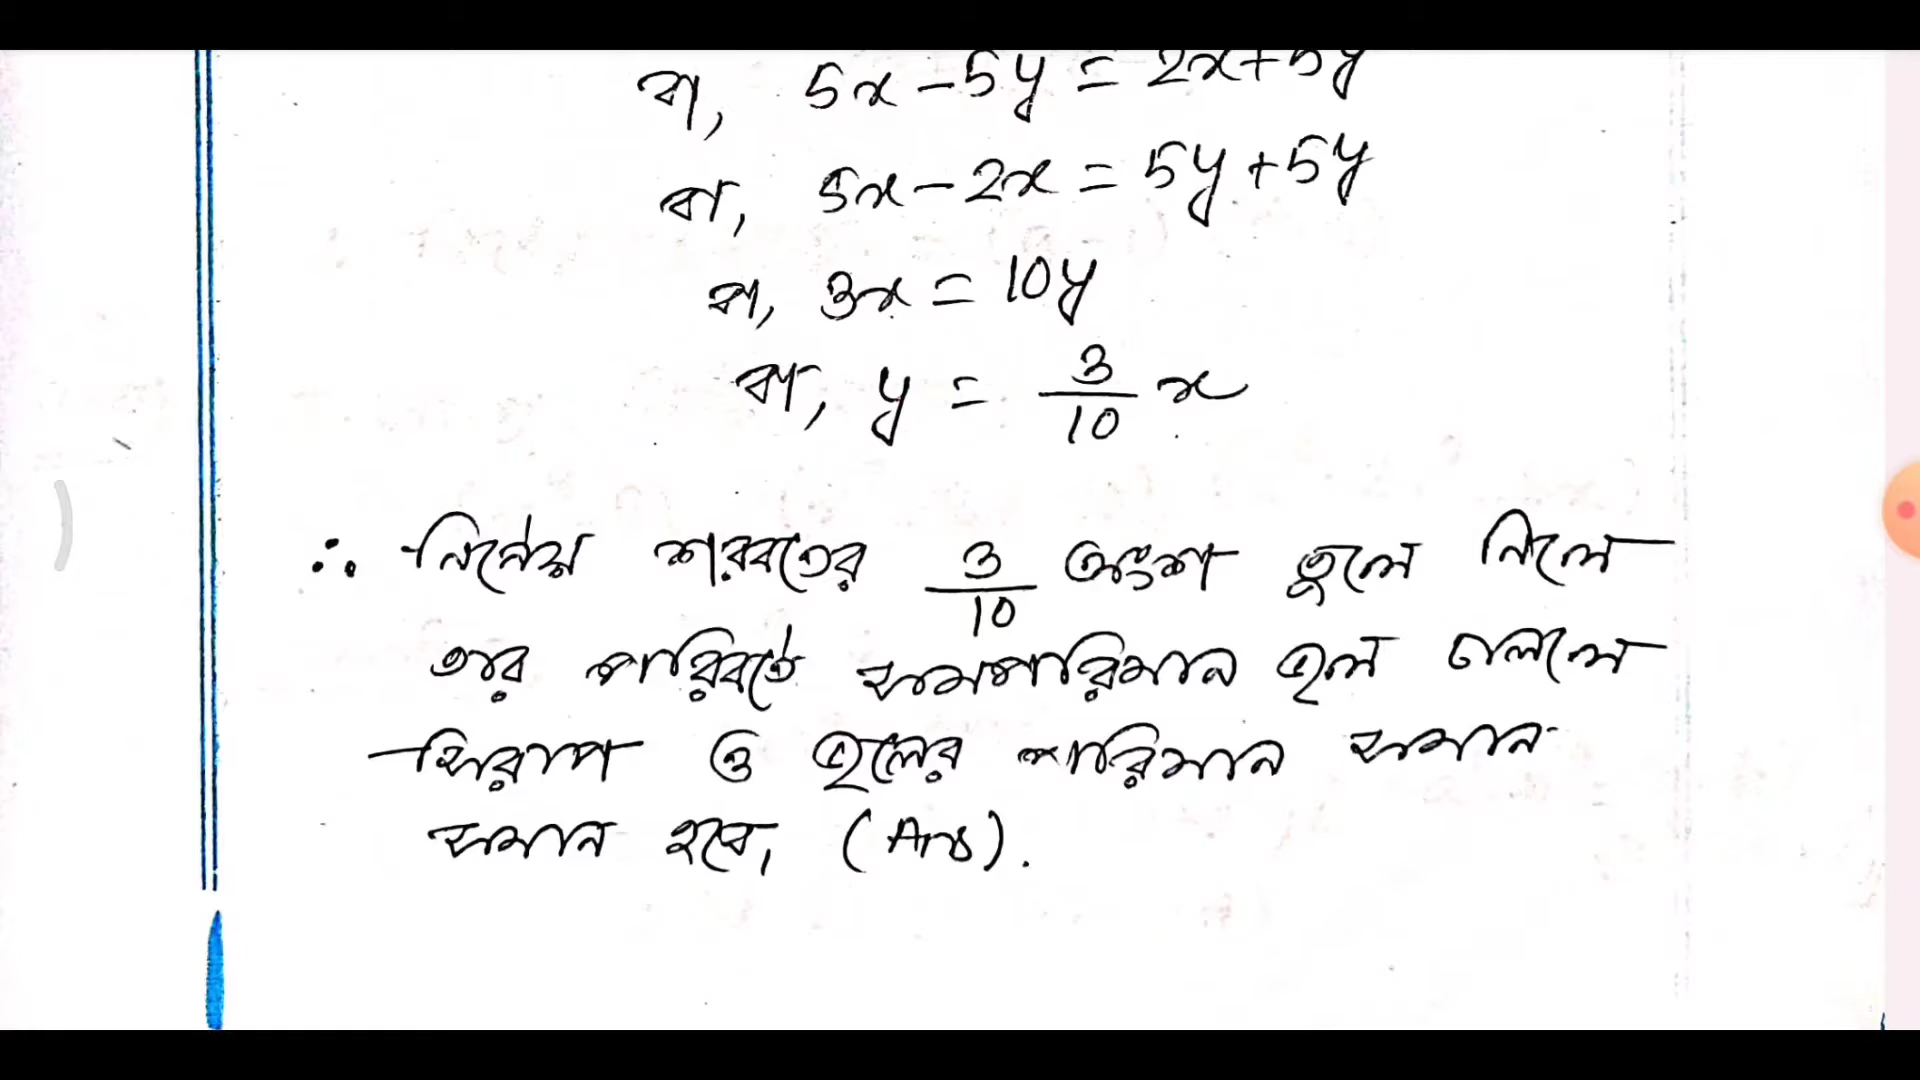 বা, 5x - 5y = 2x + 5y
বা, 5x - 2x = 5y + 5y
বা, 3x = 10y
বা, y = 3/10 x
∴ নির্ণেয় শরবতের 3/10 অংশ তুলে নিলে
তার পরিবর্তে সমপরিমান জল ঢাললে
সিরাপ ও জলের পরিমান সমান
সমান হবে, (Ans).